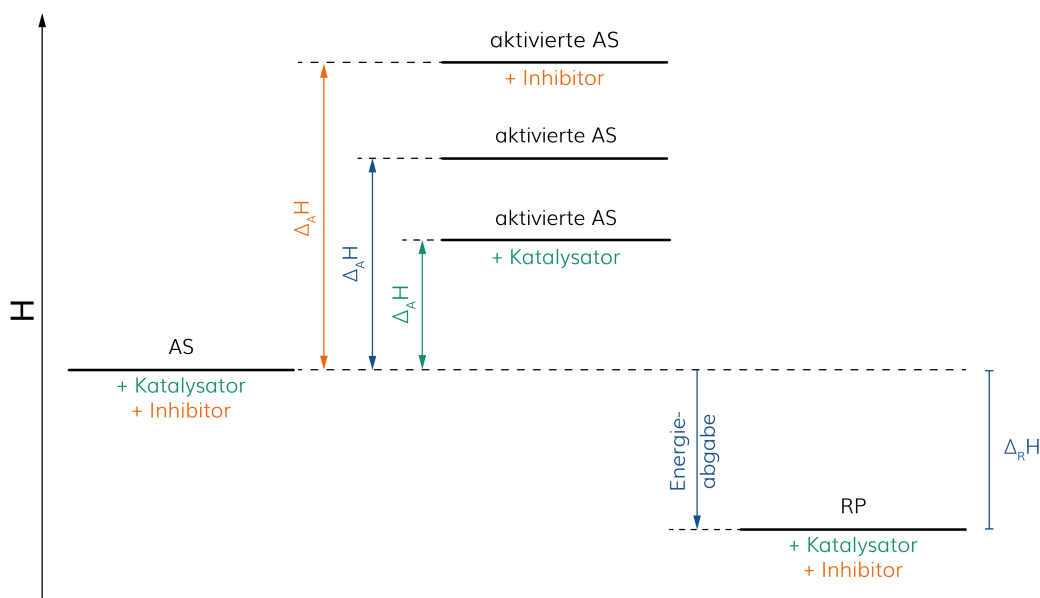 aktivierte AS
+ Inhibitor
aktivierte AS
aktivierte AS
+ Katalysator
Δ_AH
Δ_AH
Δ_AH
H
AS
+ Katalysator
+ Inhibitor
Energie-
abgabe
Δ_RH
RP
+ Katalysator
+ Inhibitor